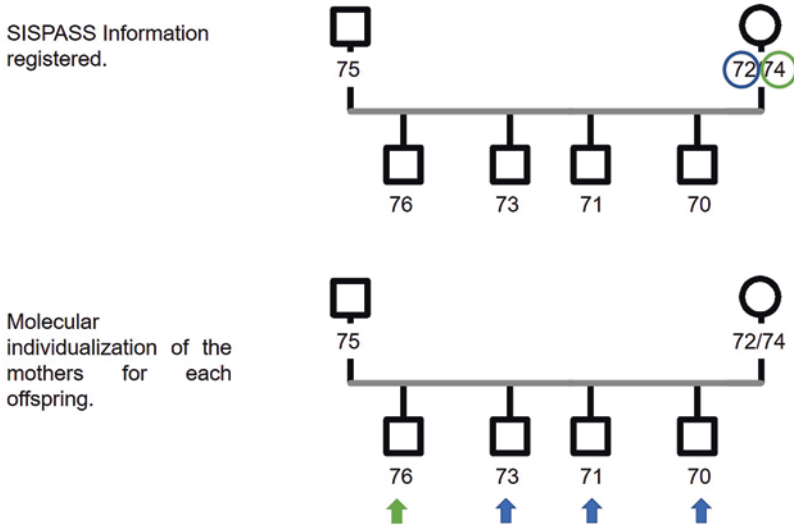 SISPASS Information
registered.
75
72/74
76 73 71 70
Molecular
individualization of the
mothers for each
offspring.
75
72/74
76 73 71 70